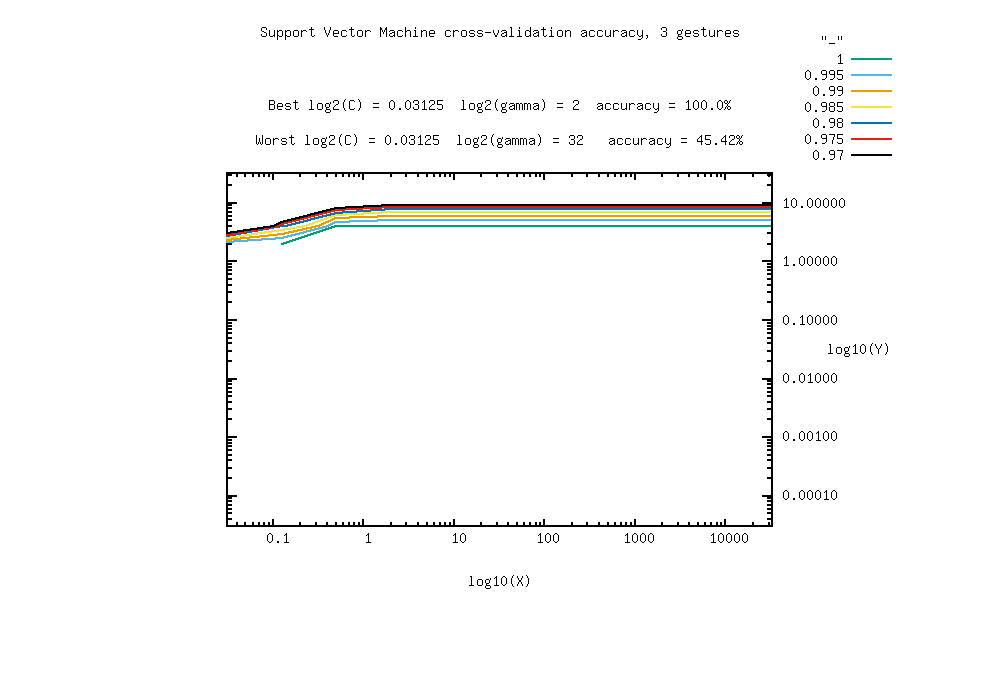 Support Vector Machine cross-validation accuracy, 3 gestures
"_"
1
0.995
0.99
0.985
0.98
0.975
0.97
Best log2(C) = 0.03125  log2(gamma) = 2  accuracy = 100.0%
Worst log2(C) = 0.03125  log2(gamma) = 32   accuracy = 45.42%
10.00000
1.00000
0.10000
log10(Y)
0.01000
0.00100
0.00010
0.1 1 10 100 1000 10000
log10(X)